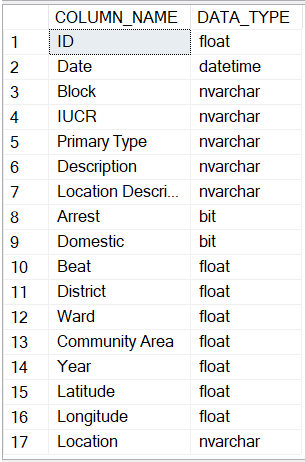 COLUMN_NAME DATA_TYPE
1 ID float
2 Date datetime
3 Block nvarchar
4 IUCR nvarchar
5 Primary Type nvarchar
6 Description nvarchar
7 Location Descri... nvarchar
8 Arrest bit
9 Domestic bit
10 Beat float
11 District float
12 Ward float
13 Community Area float
14 Year float
15 Latitude float
16 Longitude float
17 Location nvarchar